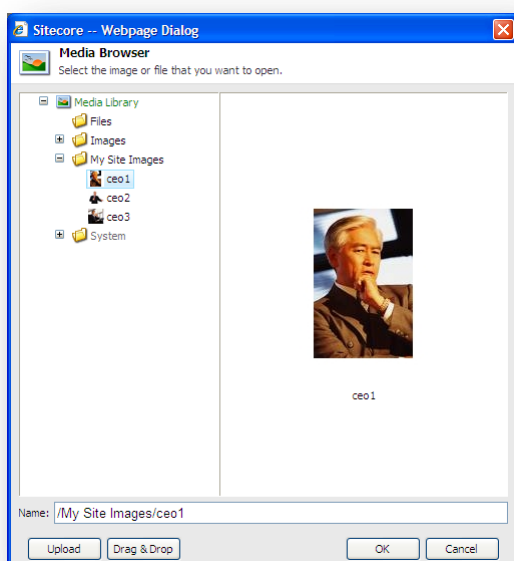 Sitecore -- Webpage Dialog
Media Browser
Select the image or file that you want to open.
Media Library
Files
Images
My Site Images
ceo1
ceo2
ceo3
System
ceo1
Name: /My Site Images/ceo1
Upload Drag & Drop OK Cancel